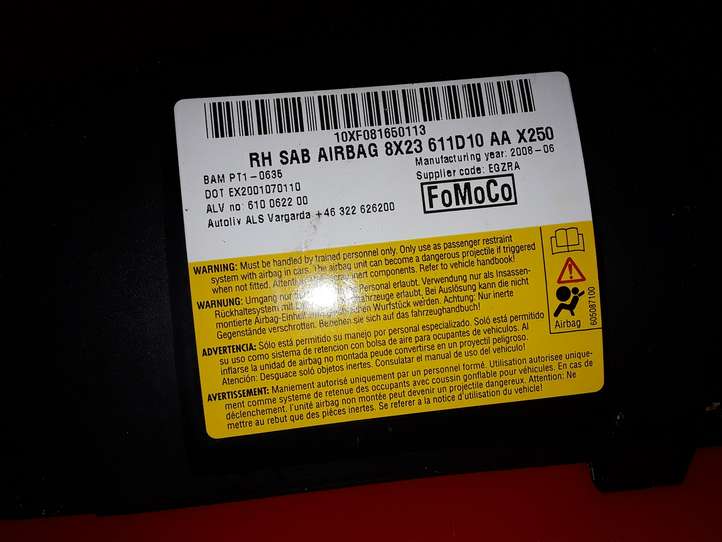 10XF081650113
RH SAB AIRBAG 8X23 611D10 AA X250
BAM PT1-0635
Manufacturing year: 2008-06
DOT EX2001070110
Supplier code: EGZRA
ALV no: 610 0622 00
Autoliv ALS Vargarda +46 322 626200
FoMoCo
WARNING: Must be handled by trained personnel only. Only use as passenger restraint
system with airbag in cars. The airbag unit can become a dangerous projectile if triggered
when not fitted. Attention: inert components. Refer to vehicle handbook!
WARNUNG: Umgang nur Personal erlaubt. Verwendung nur als Insassen-
Rückhaltesystem mit erlaubt. Bei Auslösung kann die nicht
montierte Airbag-Einheit gefährlichen Wurfstück werden. Achtung: Nur inerte
Gegenstände verschrotten. Beziehen sie sich auf das fahrzeughandbuch!
ADVERTENCIA: Sólo está permitido su manejo por personal especializado. Sólo está permitido
su uso como sistema de retencion con bolsa de aire para ocupantes de vehículos. Al
inflarse la unidad de airbag no montada peude convertirse en un proyectil peligroso.
Atención: Desguace solo objetos inertes. Consulatar el manual de uso del vehículo!
AVERTISSEMENT: Maniement autorisé uniquement par un personnel formé. Utilisation autorisee unique-
ment comme système de retenue des occupants avec coussin gonflable pour véhicules. En cas de
déclenchement, l'unité airbag non montée peut devenir un projectile dangereux. Attention: Ne
mettre au rebut que des pièces inertes. Se referer a la notice d'utilisation du vehicule!
Airbag
605087100